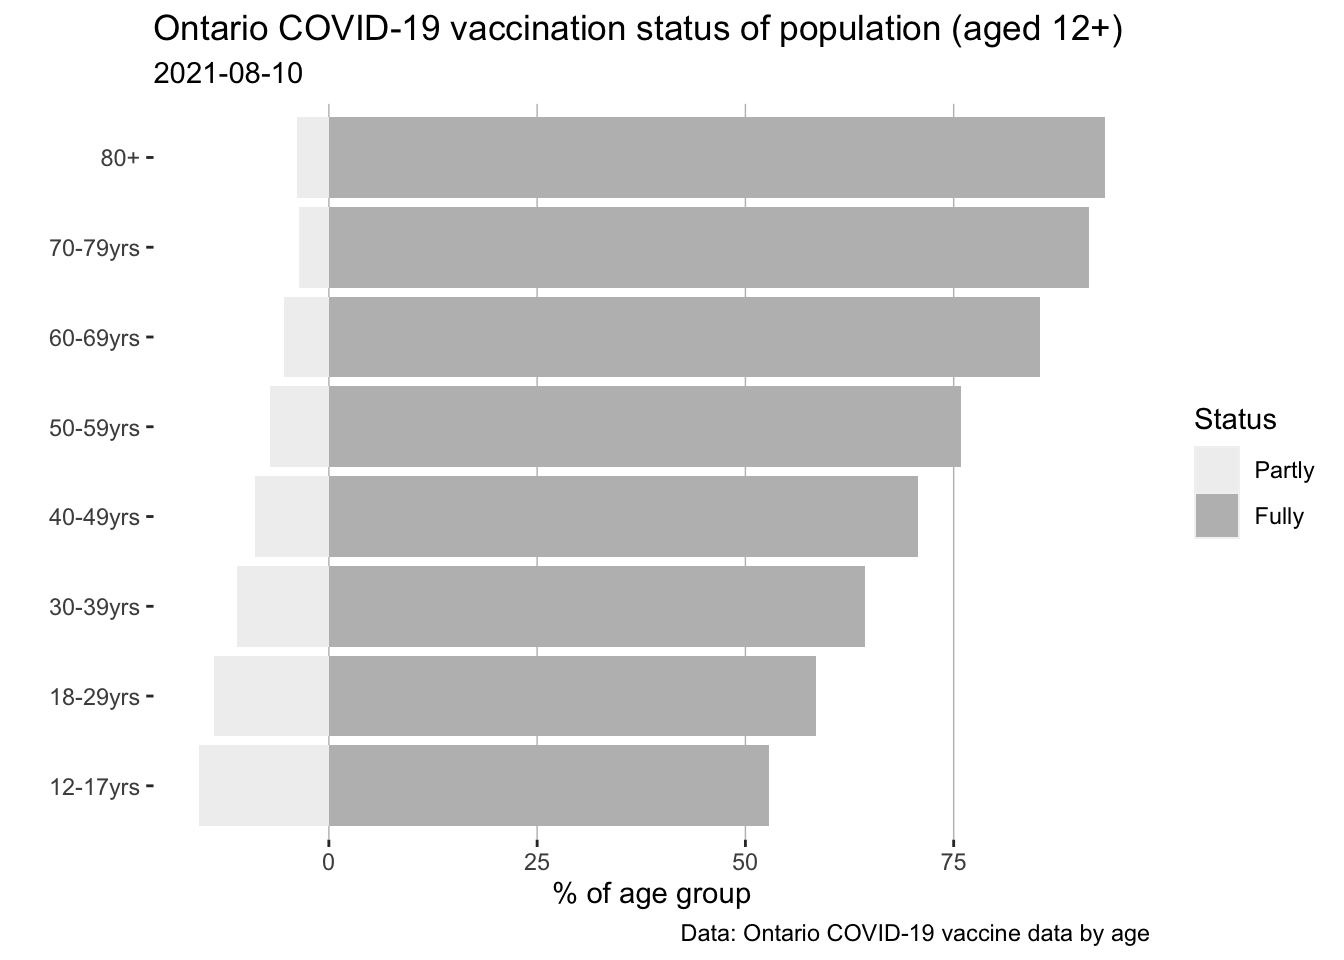 Ontario COVID-19 vaccination status of population (aged 12+)
2021-08-10
80+
70-79yrs
60-69yrs
50-59yrs
40-49yrs
30-39yrs
18-29yrs
12-17yrs
0 25 50 75
% of age group
Status
Partly
Fully
Data: Ontario COVID-19 vaccine data by age